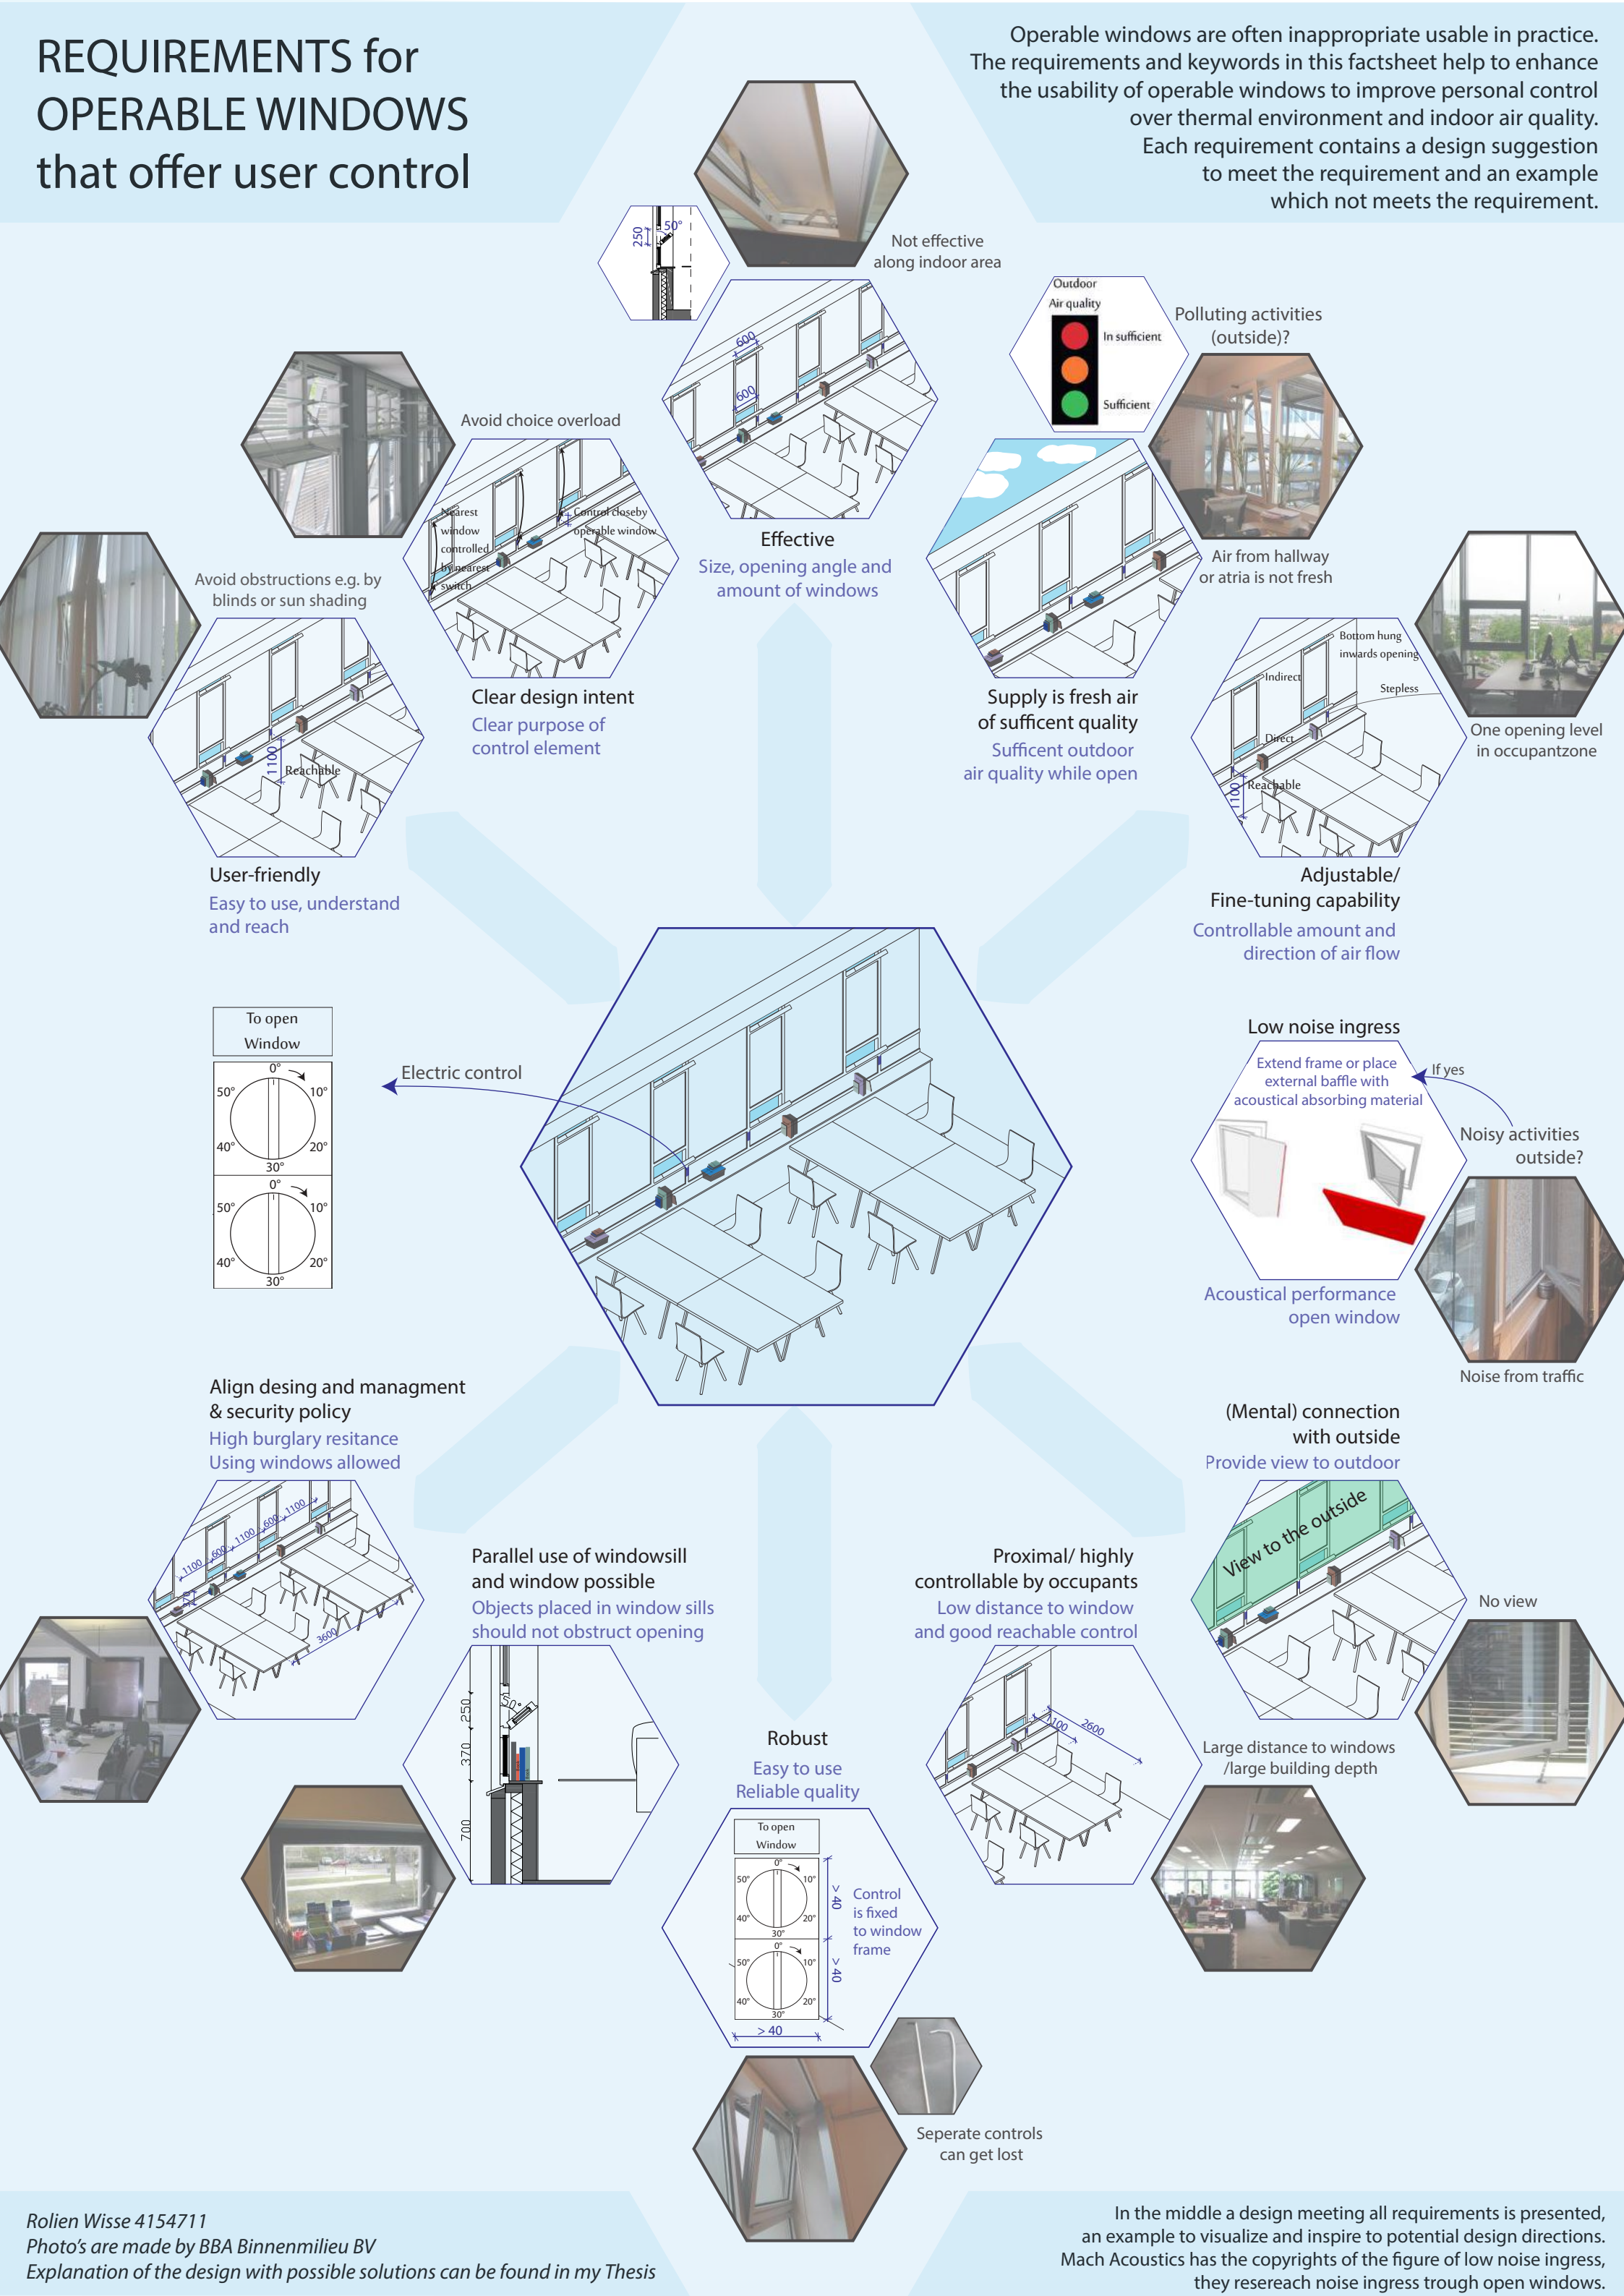 REQUIREMENTS for
OPERABLE WINDOWS
that offer user control
Operable windows are often inappropriate usable in practice.
The requirements and keywords in this factsheet help to enhance
the usability of operable windows to improve personal control
over thermal environment and indoor air quality.
Each requirement contains a design suggestion
to meet the requirement and an example
which not meets the requirement.
250
50°
Not effective
along indoor area
600
600
Effective
Size, opening angle and
amount of windows
Outdoor
Air quality
In sufficient
Sufficient
Polluting activities
(outside)?
Air from hallway
or atria is not fresh
Supply is fresh air
of sufficent quality
Sufficent outdoor
air quality while open
Avoid choice overload
Nearest
window
controlled
by nearest
switch
Control closeby
operable window
Clear design intent
Clear purpose of
control element
Avoid obstructions e.g. by
blinds or sun shading
1100
Reachable
User-friendly
Easy to use, understand
and reach
Bottom hung
inwards opening
Indirect
Stepless
Direct
Reachable
1100
One opening level
in occupantzone
Adjustable/
Fine-tuning capability
Controllable amount and
direction of air flow
To open
Window
0°
50°
10°
40°
20°
30°
0°
50°
10°
40°
20°
30°
Electric control
Low noise ingress
Extend frame or place
external baffle with
acoustical absorbing material
If yes
Noisy activities
outside?
Acoustical performance
open window
Noise from traffic
Align desing and managment
& security policy
High burglary resitance
Using windows allowed
1100
600
1100
600
1100
370
3600
Parallel use of windowsill
and window possible
Objects placed in window sills
should not obstruct opening
50°
250
370
700
Robust
Easy to use
Reliable quality
To open
Window
0°
50°
10°
40°
20°
30°
0°
50°
10°
40°
20°
30°
> 40
> 40
> 40
Control
is fixed
to window
frame
Seperate controls
can get lost
Proximal/ highly
controllable by occupants
Low distance to window
and good reachable control
1100
2600
Large distance to windows
/large building depth
(Mental) connection
with outside
Provide view to outdoor
View to the outside
No view
Rolien Wisse 4154711
Photo's are made by BBA Binnenmilieu BV
Explanation of the design with possible solutions can be found in my Thesis
In the middle a design meeting all requirements is presented,
an example to visualize and inspire to potential design directions.
Mach Acoustics has the copyrights of the figure of low noise ingress,
they resereach noise ingress trough open windows.